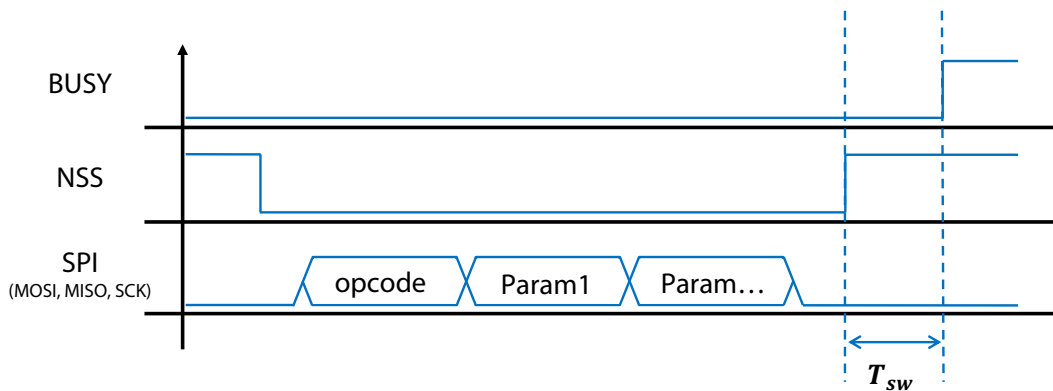 BUSY
NSS
SPI
(MOSI, MISO, SCK)
opcode
Param1
Param…
T_sw